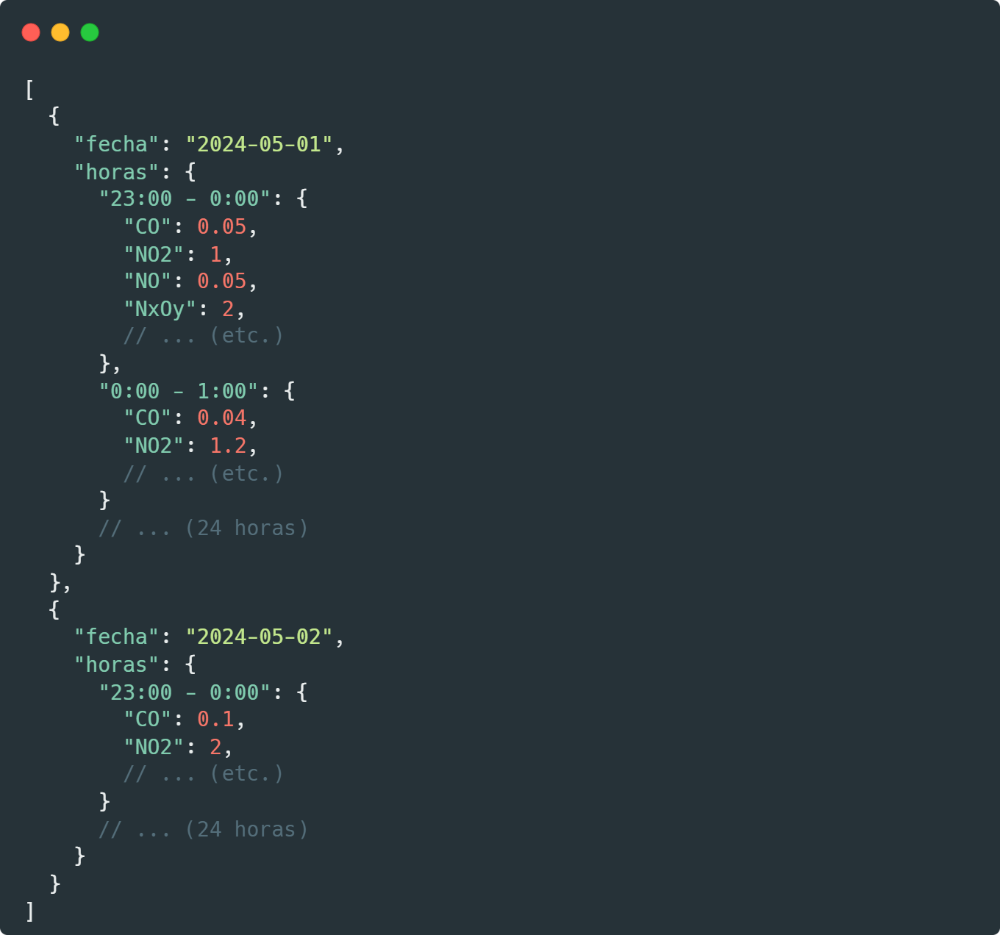 [
  {
    "fecha": "2024-05-01",
    "horas": {
      "23:00 - 0:00": {
        "CO": 0.05,
        "NO2": 1,
        "NO": 0.05,
        "NxOy": 2,
        // ... (etc.)
      },
      "0:00 - 1:00": {
        "CO": 0.04,
        "NO2": 1.2,
        // ... (etc.)
      }
      // ... (24 horas)
    }
  },
  {
    "fecha": "2024-05-02",
    "horas": {
      "23:00 - 0:00": {
        "CO": 0.1,
        "NO2": 2,
        // ... (etc.)
      }
      // ... (24 horas)
    }
  }
]